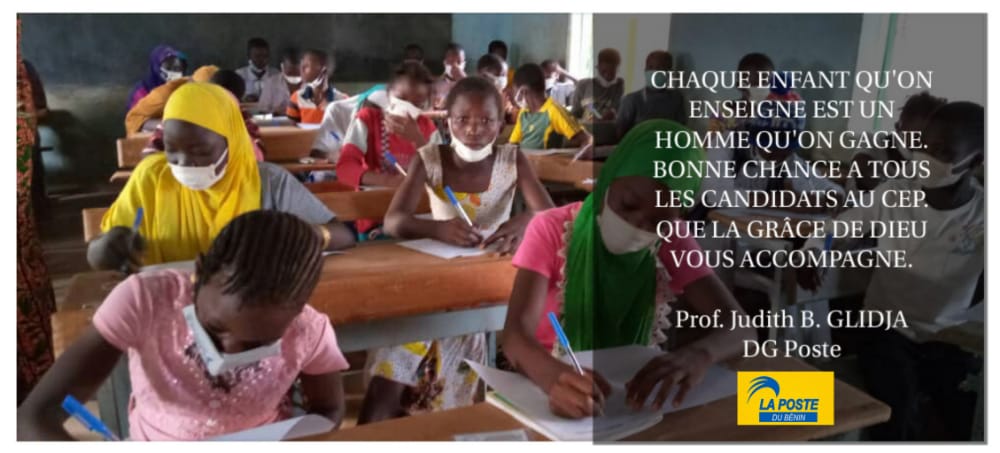 CHAQUE ENFANT QU'ON
ENSEIGNE EST UN
HOMME QU'ON GAGNE.
BONNE CHANCE A TOUS
LES CANDIDATS AU CEP.
QUE LA GRÂCE DE DIEU
VOUS ACCOMPAGNE.
Prof. Judith B. GLIDJA
DG Poste
LA POSTE
DU BÉNIN